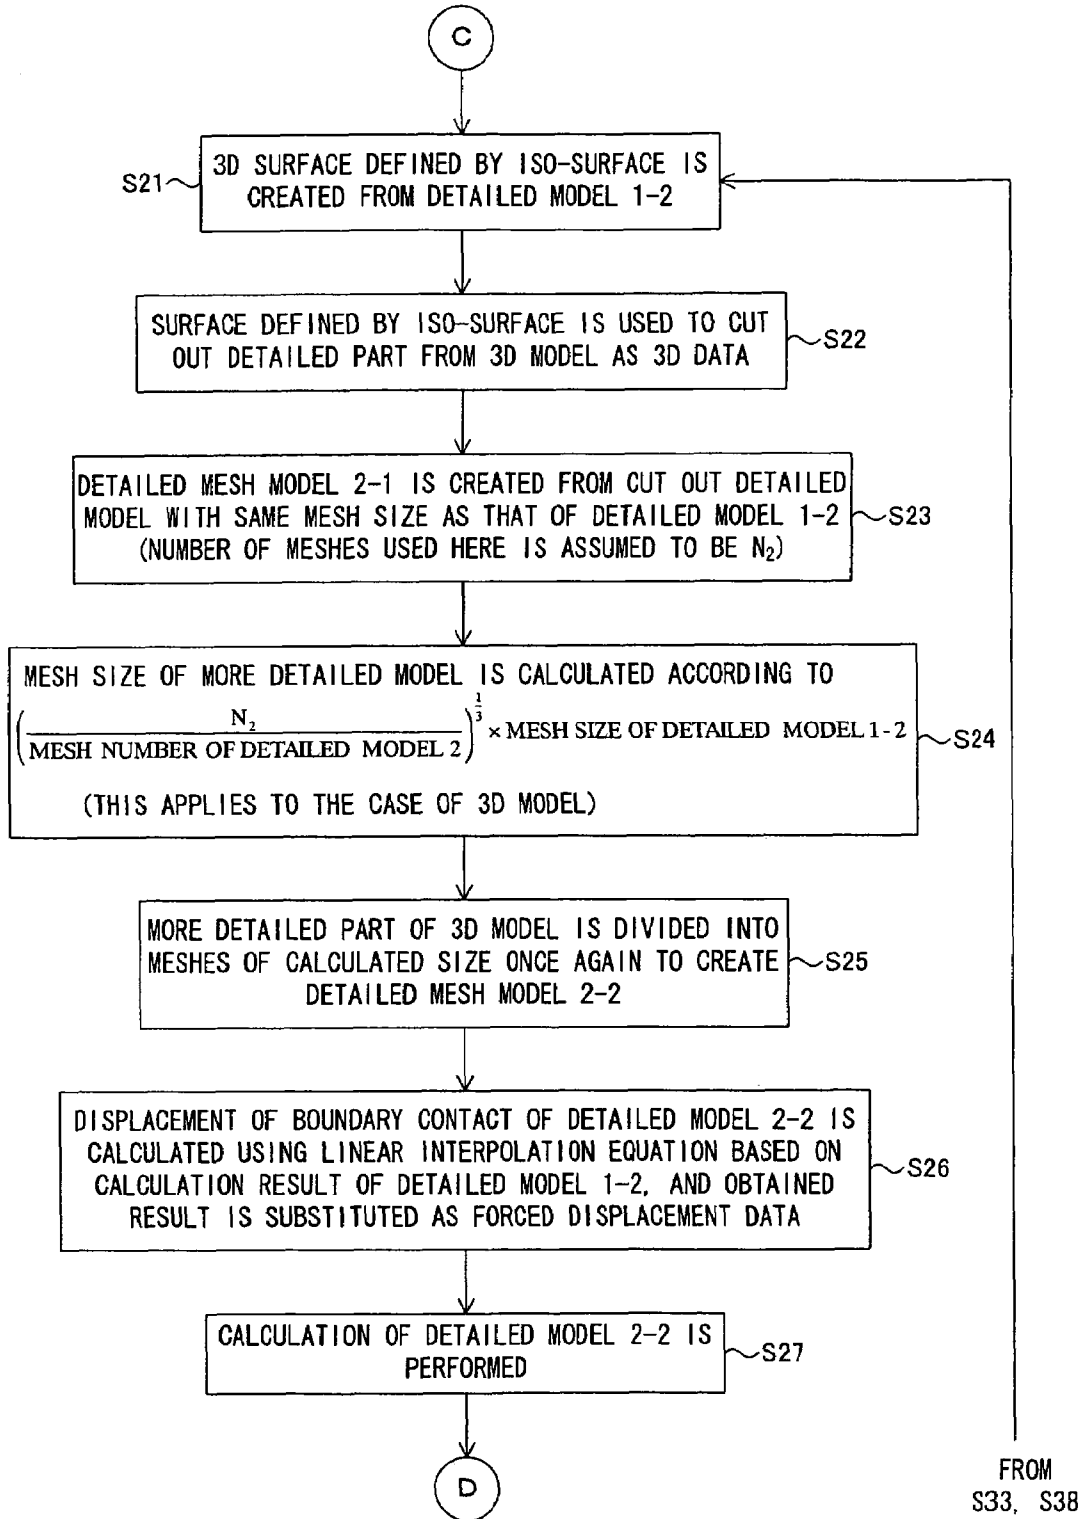 C
3D SURFACE DEFINED BY ISO-SURFACE IS
CREATED FROM DETAILED MODEL 1-2
S21
SURFACE DEFINED BY ISO-SURFACE IS USED TO CUT
OUT DETAILED PART FROM 3D MODEL AS 3D DATA
S22
DETAILED MESH MODEL 2-1 IS CREATED FROM CUT OUT DETAILED
MODEL WITH SAME MESH SIZE AS THAT OF DETAILED MODEL 1-2
(NUMBER OF MESHES USED HERE IS ASSUMED TO BE N₂)
S23
MESH SIZE OF MORE DETAILED MODEL IS CALCULATED ACCORDING TO
(N₂ / MESH NUMBER OF DETAILED MODEL 2)^(1/3) × MESH SIZE OF DETAILED MODEL 1-2
(THIS APPLIES TO THE CASE OF 3D MODEL)
S24
MORE DETAILED PART OF 3D MODEL IS DIVIDED INTO
MESHES OF CALCULATED SIZE ONCE AGAIN TO CREATE
DETAILED MESH MODEL 2-2
S25
DISPLACEMENT OF BOUNDARY CONTACT OF DETAILED MODEL 2-2 IS
CALCULATED USING LINEAR INTERPOLATION EQUATION BASED ON
CALCULATION RESULT OF DETAILED MODEL 1-2, AND OBTAINED
RESULT IS SUBSTITUTED AS FORCED DISPLACEMENT DATA
S26
CALCULATION OF DETAILED MODEL 2-2 IS
PERFORMED
S27
D
FROM
S33, S38